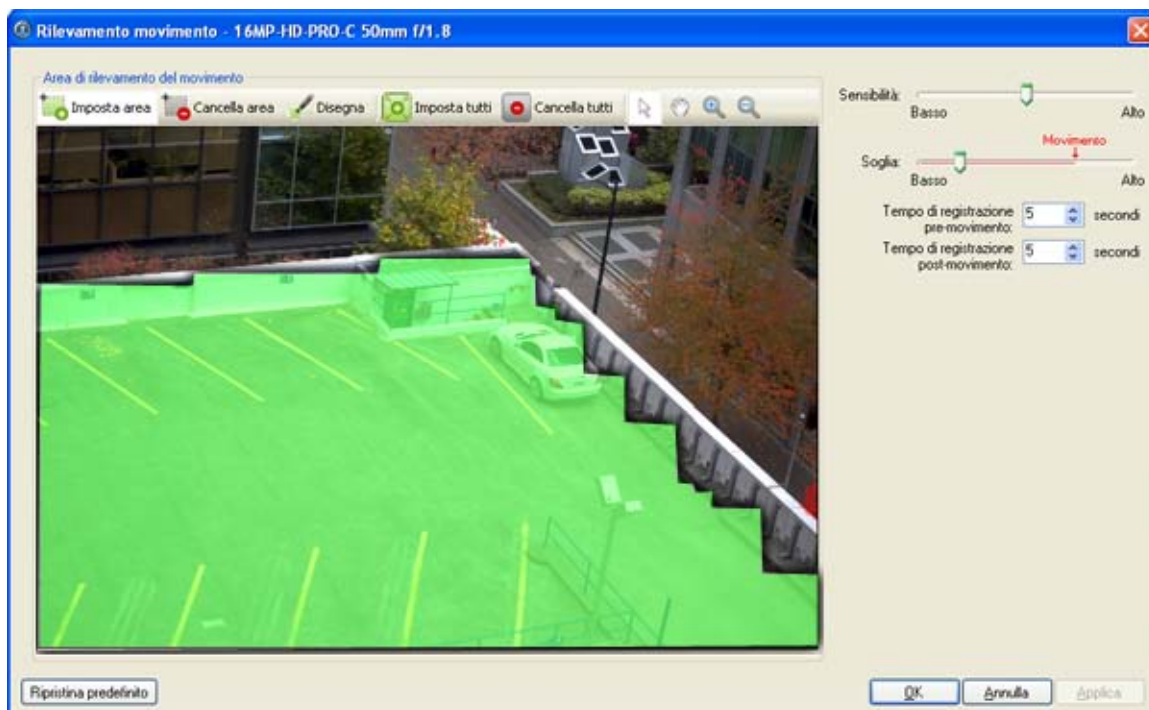 Rilevamento movimento - 16MP-HD-PRO-C 50mm f/1.8
Area di rilevamento del movimento
Imposta area Cancella area Disegna Imposta tutti Cancella tutti
Sensibilità:
Basso Alto
Movimento
Soglia:
Basso Alto
Tempo di registrazione
pre-movimento: 5 secondi
Tempo di registrazione
post-movimento: 5 secondi
Ripristina predefinito OK Annulla Applica